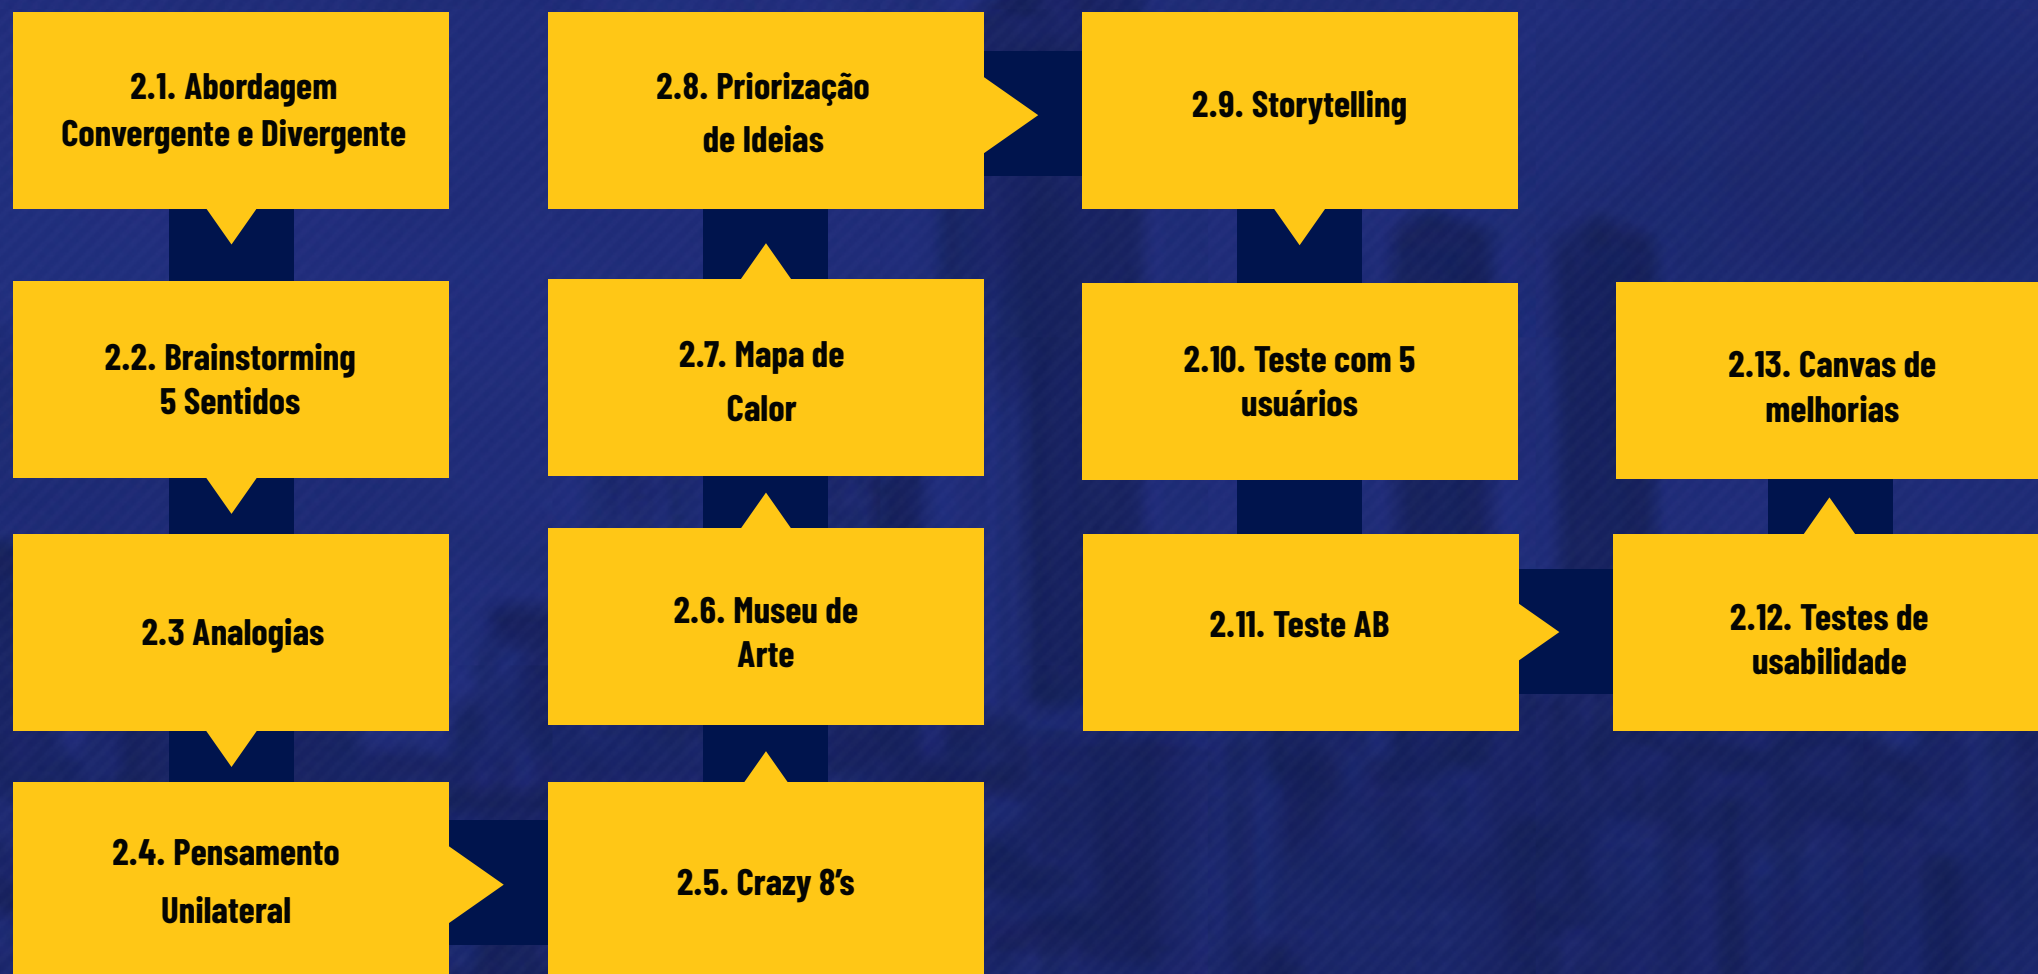 2.1. Abordagem
Convergente e Divergente
2.2. Brainstorming
5 Sentidos
2.3 Analogias
2.4. Pensamento
Unilateral
2.5. Crazy 8’s
2.6. Museu de
Arte
2.7. Mapa de
Calor
2.8. Priorização
de Ideias
2.9. Storytelling
2.10. Teste com 5
usuários
2.11. Teste AB
2.12. Testes de
usabilidade
2.13. Canvas de
melhorias